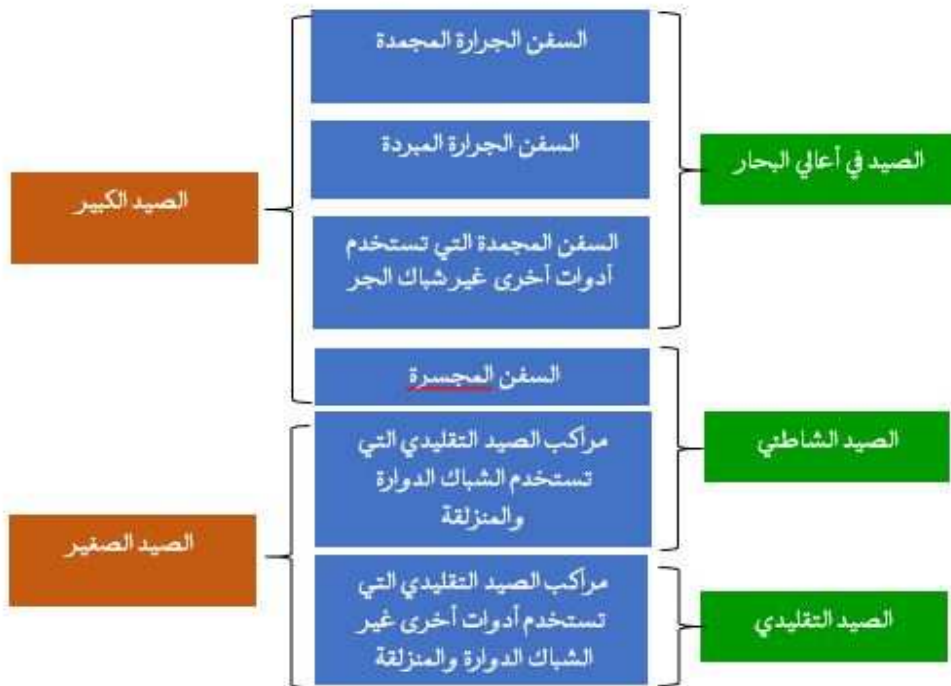 السفن الجرارة المجمدة
السفن الجرارة المبردة
الصيد في أعالي البحار
الصيد الكبير
السفن المجمدة التي تستخدم
أدوات أخرى غير شباك الجر
السفن المجسرة
مراكب الصيد التقليدي التي
تستخدم الشباك الدوارة
والمنزلقة
الصيد الشاطئي
الصيد الصغير
مراكب الصيد التقليدي التي
تستخدم أدوات أخرى غير
الشباك الدوارة والمنزلقة
الصيد التقليدي